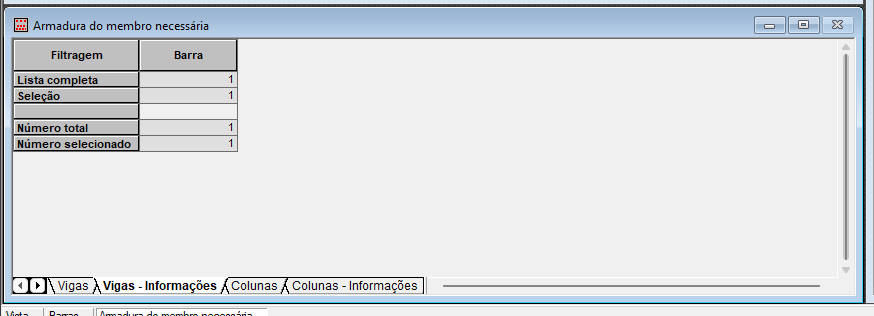 Armadura do membro necessária
Filtragem Barra
Lista completa 1
Seleção 1
Número total 1
Número selecionado 1
Vigas Vigas - Informações Colunas Colunas - Informações
Vista Barras Armadura do membro necessária